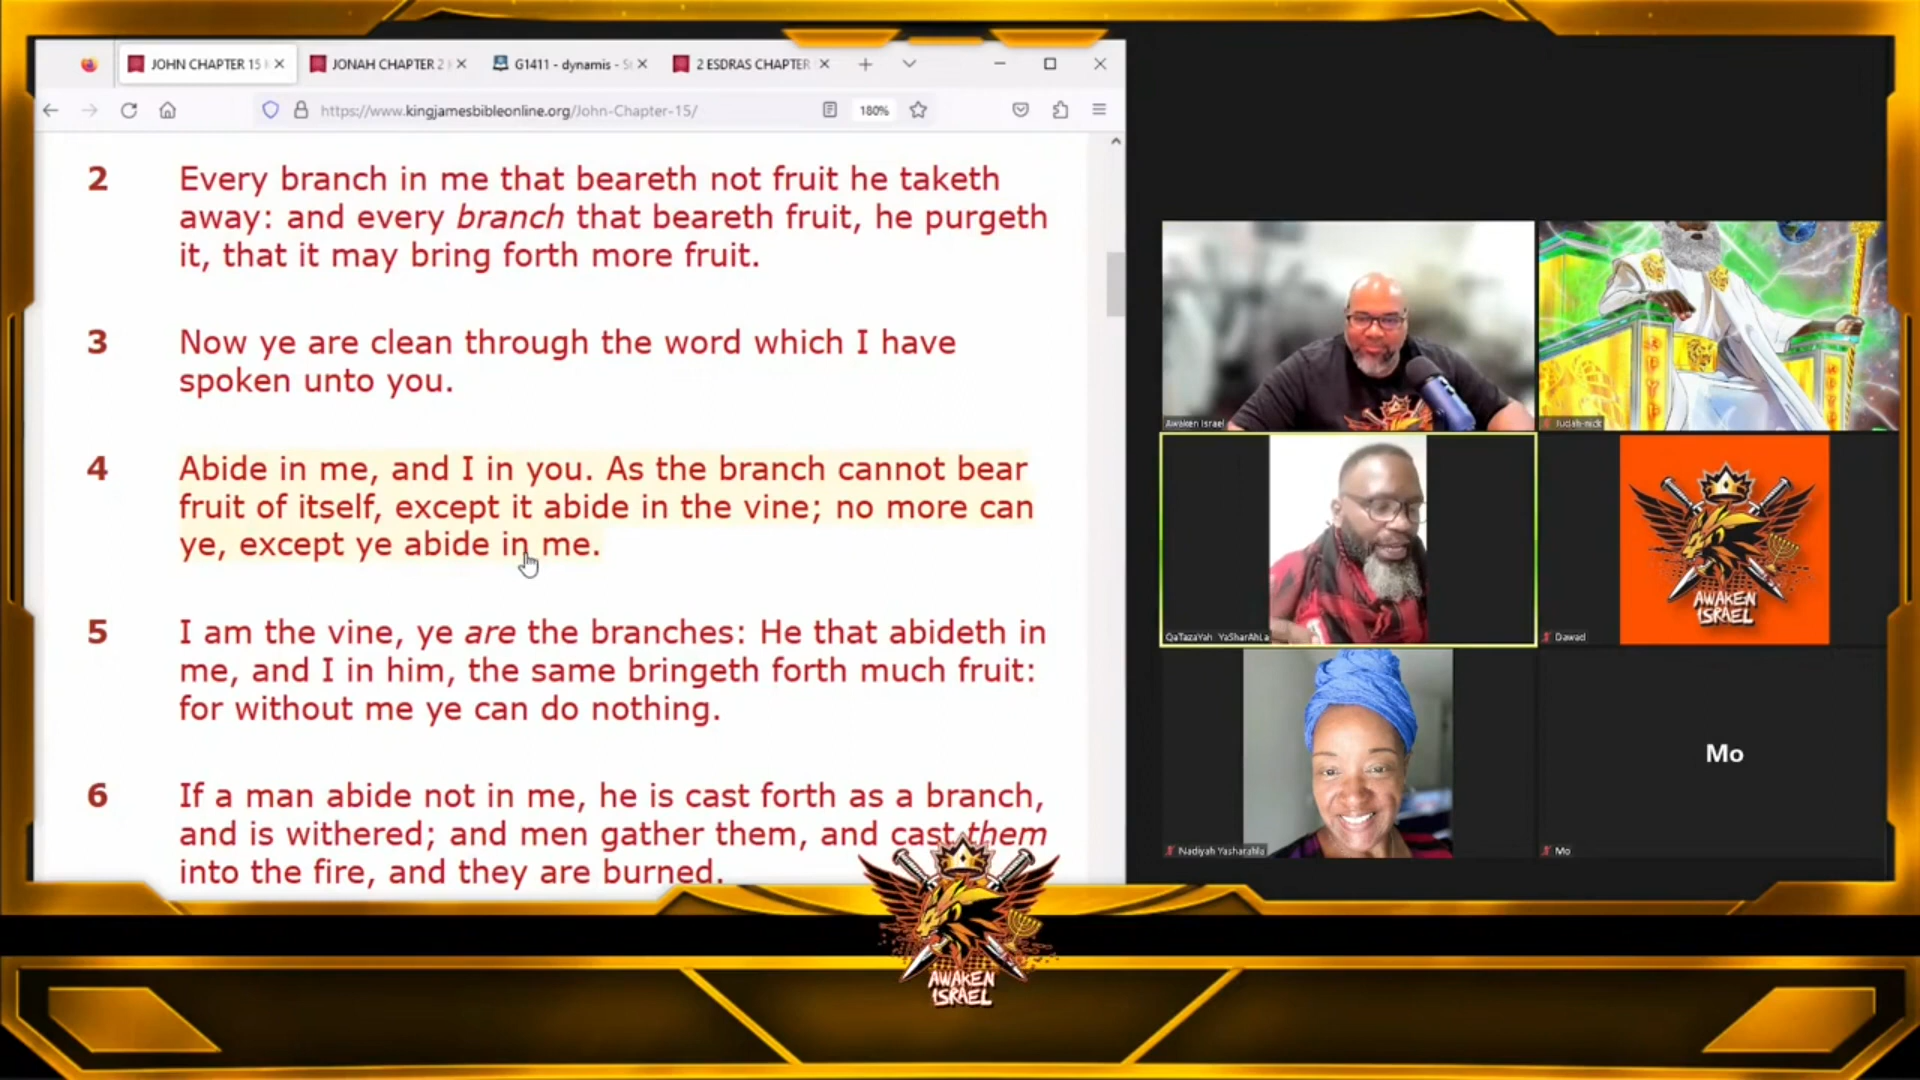 JOHN CHAPTER 15
JONAH CHAPTER 2
G1411 - dynamis - St
2 ESDRAS CHAPTER
https://www.kingjamesbibleonline.org/John-Chapter-15/
180%
2 Every branch in me that beareth not fruit he taketh
away: and every branch that beareth fruit, he purgeth
it, that it may bring forth more fruit.
3 Now ye are clean through the word which I have
spoken unto you.
4 Abide in me, and I in you. As the branch cannot bear
fruit of itself, except it abide in the vine; no more can
ye, except ye abide in me.
5 I am the vine, ye are the branches: He that abideth in
me, and I in him, the same bringeth forth much fruit:
for without me ye can do nothing.
6 If a man abide not in me, he is cast forth as a branch,
and is withered; and men gather them, and cast them
into the fire, and they are burned.
Awaken Israel
Judah-nick
QaTazaYah YaSharAhLa
AWAKEN
ISRAEL
Dawad
Nadiyah Yasharahla
Mo
Mo
AWAKEN
ISRAEL